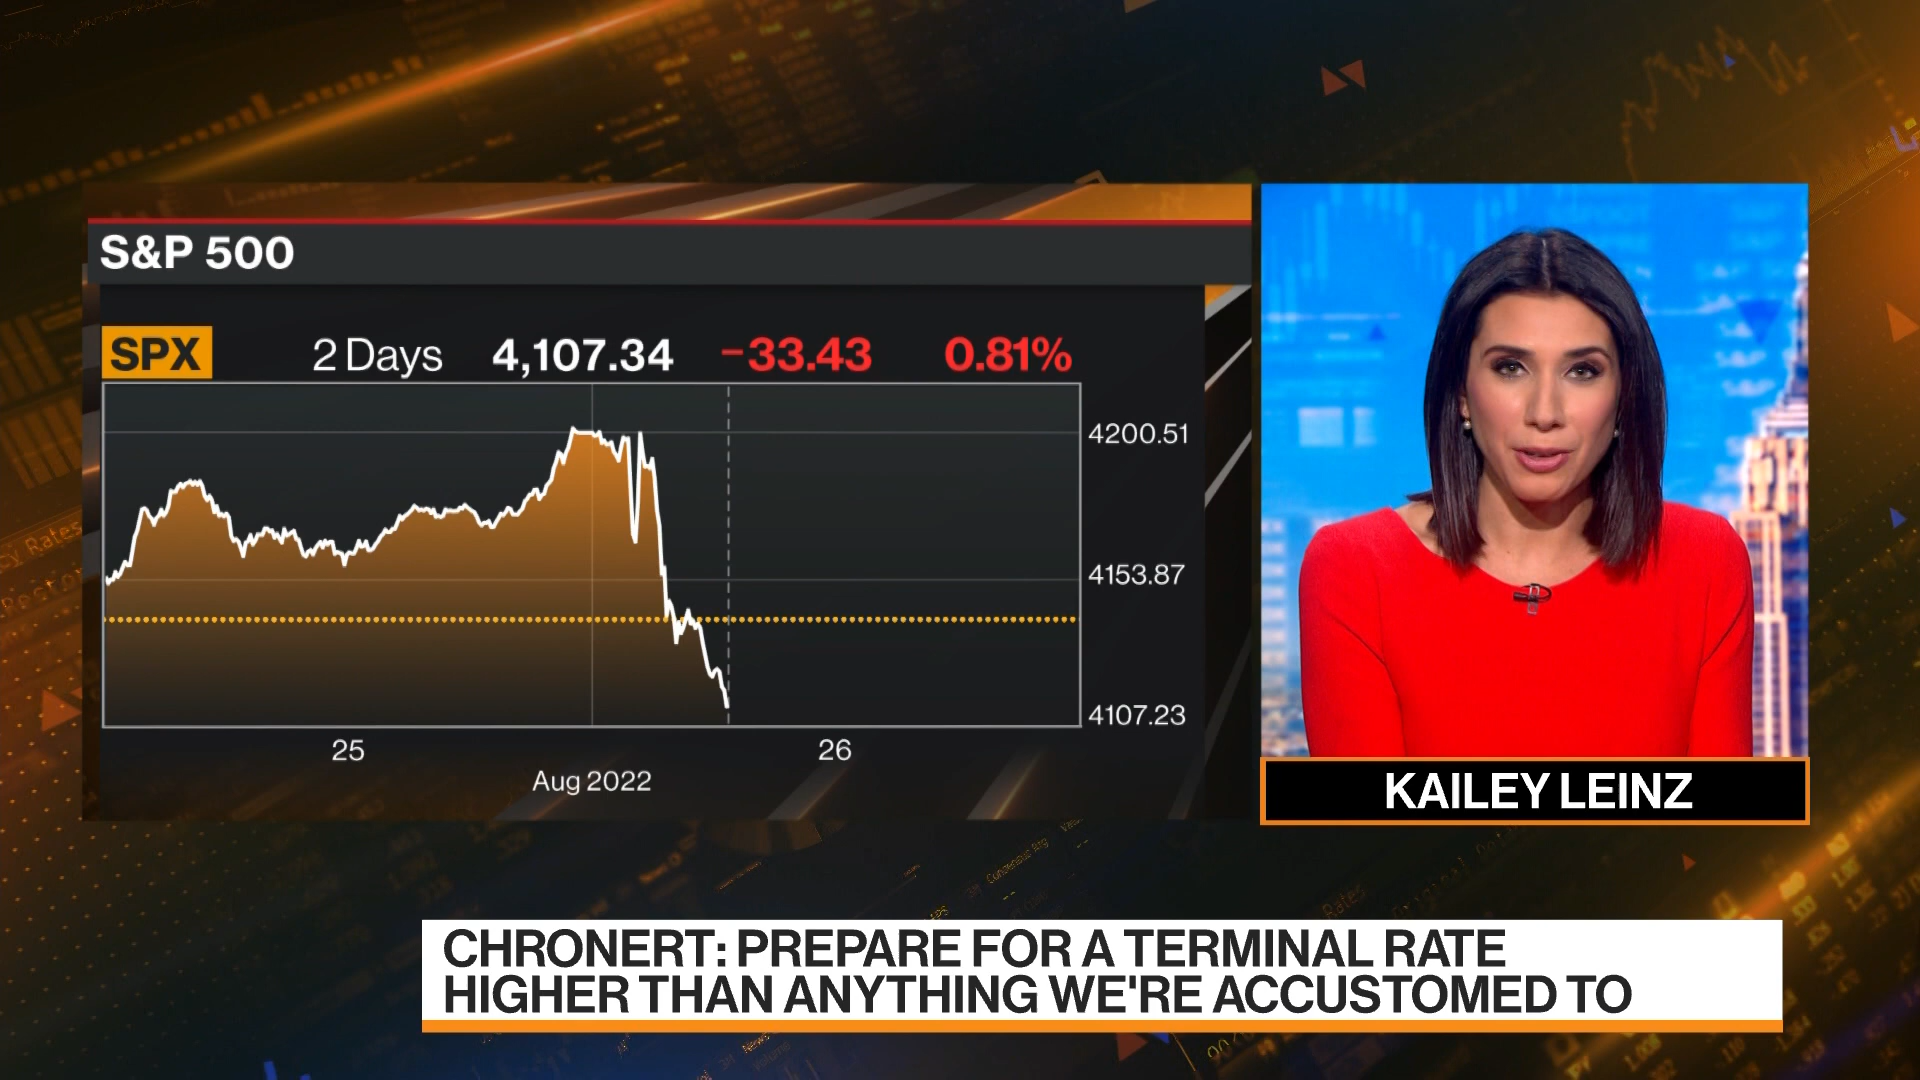 S&P 500
SPX 2 Days 4,107.34 -33.43 0.81%
4200.51
4153.87
4107.23
25 26
Aug 2022
KAILEY LEINZ
CHRONERT: PREPARE FOR A TERMINAL RATE
HIGHER THAN ANYTHING WE'RE ACCUSTOMED TO